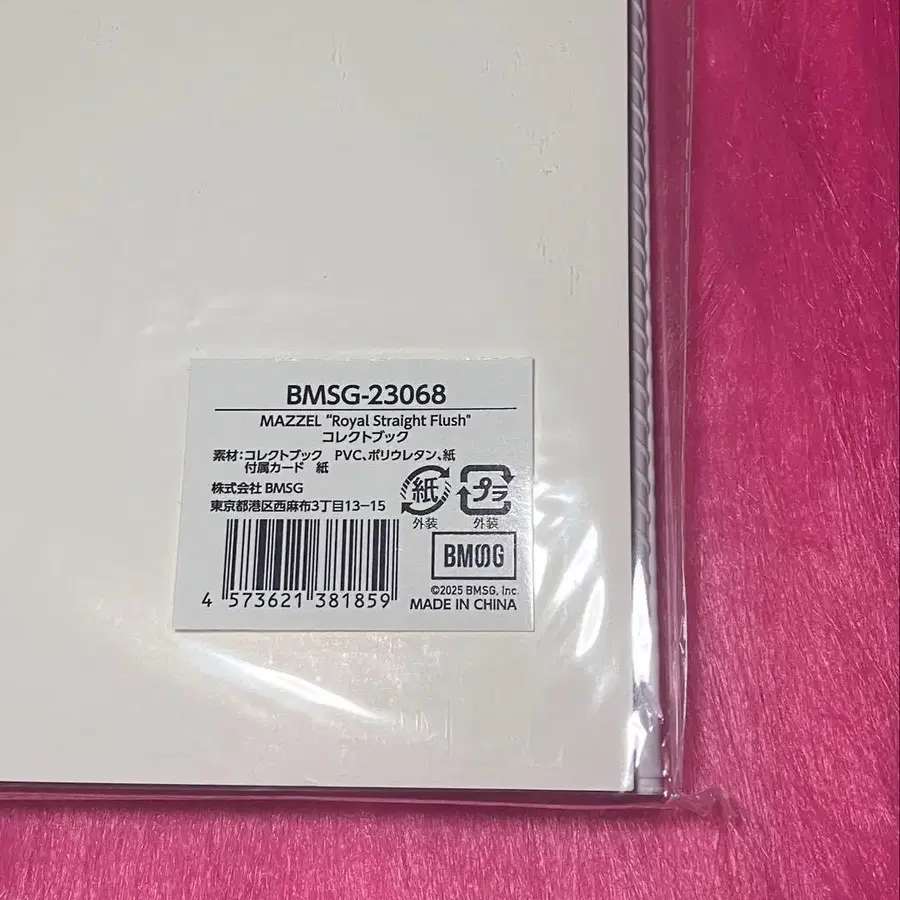 BMSG-23068
MAZZEL “Royal Straight Flush"
コレクトブック
素材：コレクトブック　PVC、ポリウレタン、紙
付属カード　紙
株式会社 BMSG
東京都港区西麻布3丁目13−15
紙
外装
プラ
外装
BMSG
©2025 BMSG, Inc.
MADE IN CHINA
4 573621 381859